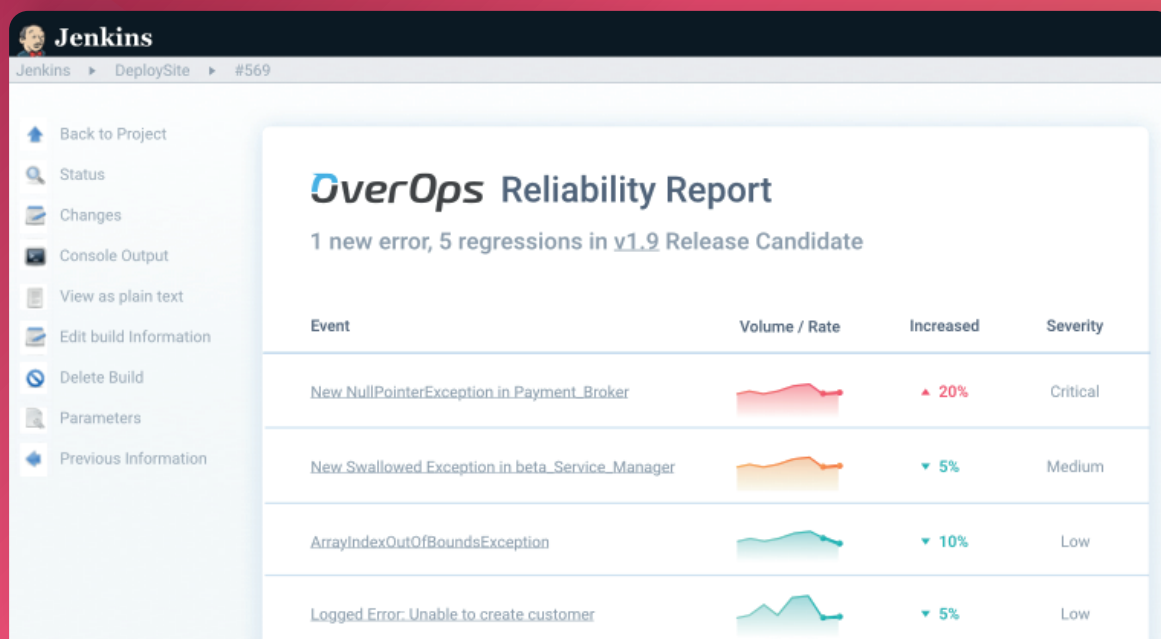 Jenkins
Jenkins DeploySite #569
Back to Project
Status
Changes
Console Output
View as plain text
Edit build Information
Delete Build
Parameters
Previous Information
OverOps Reliability Report
1 new error, 5 regressions in v1.9 Release Candidate
Event Volume / Rate Increased Severity
New NullPointerException in Payment_Broker 20% Critical
New Swallowed Exception in beta_Service_Manager 5% Medium
ArrayIndexOutOfBoundsException 10% Low
Logged Error: Unable to create customer 5% Low